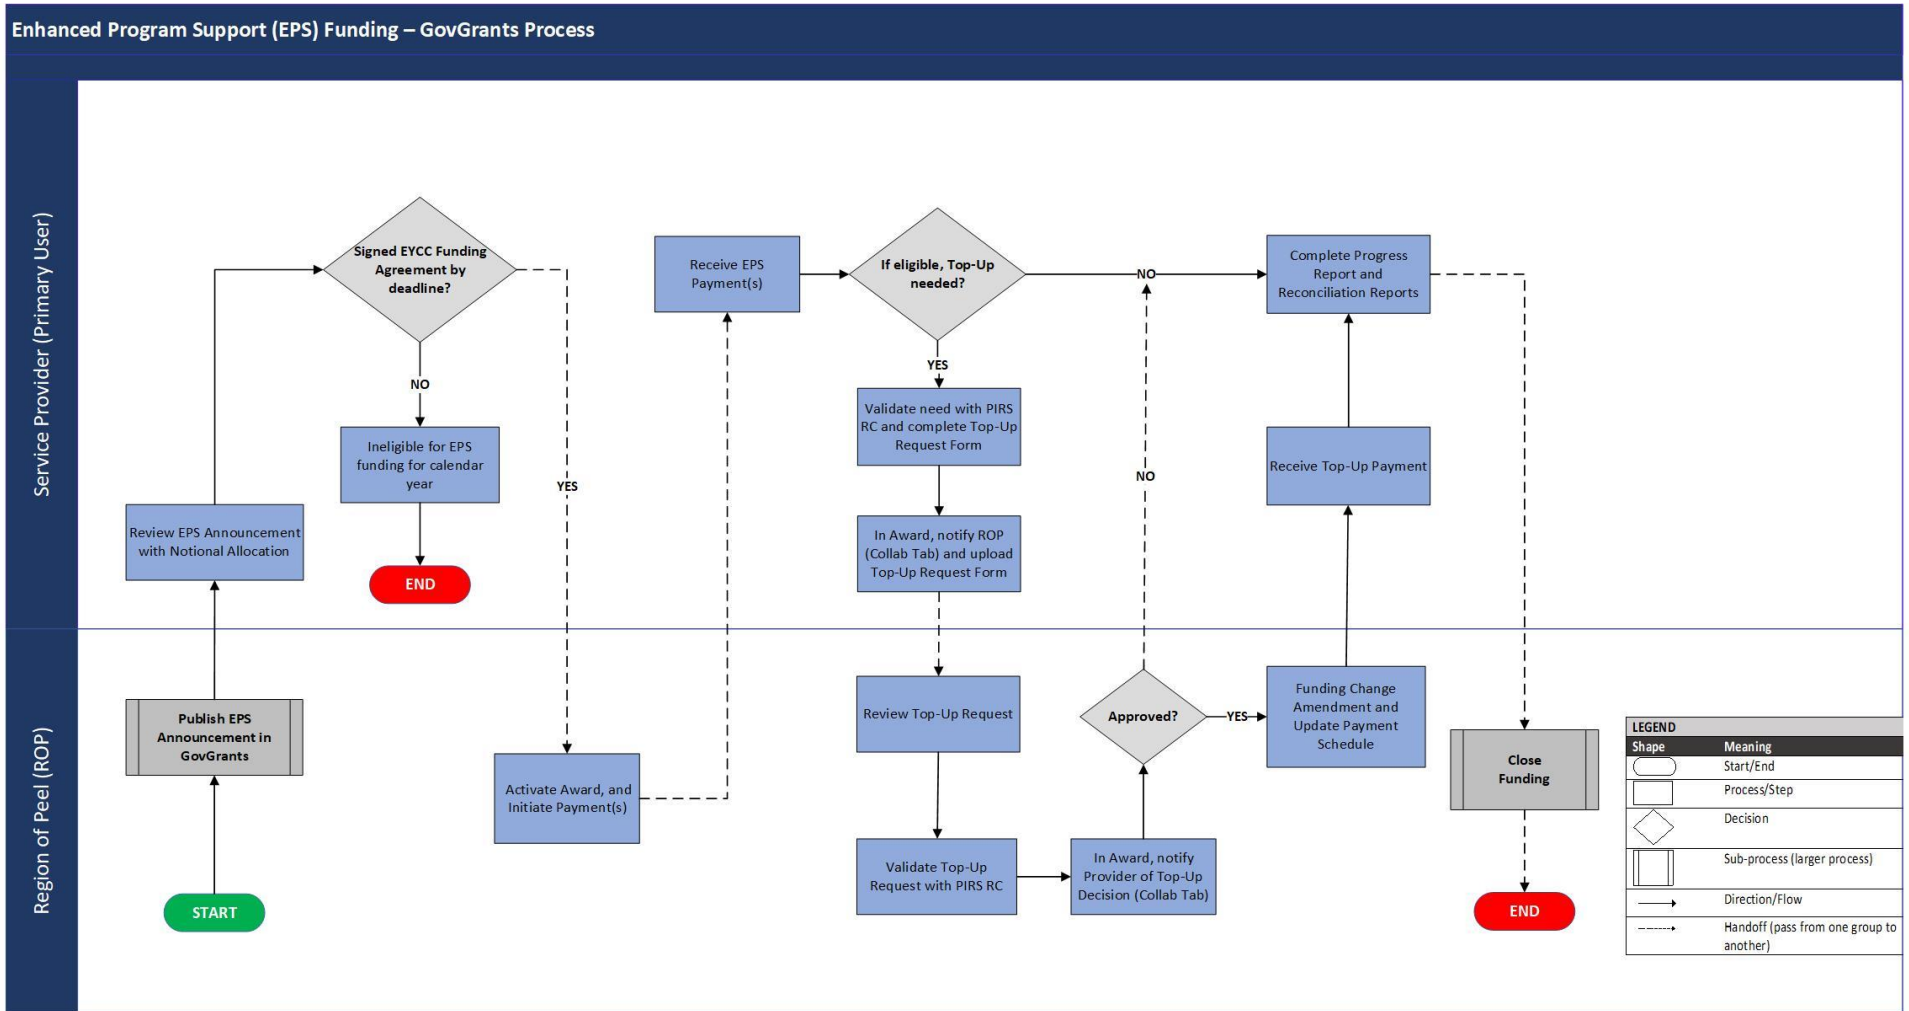 Enhanced Program Support (EPS) Funding – GovGrants Process
Service Provider (Primary User)
Signed EYCC Funding
Agreement by
deadline?
NO
Ineligible for EPS
funding for calendar
year
END
YES
Review EPS Announcement
with Notional Allocation
Receive EPS
Payment(s)
If eligible, Top-Up
needed?
NO
YES
Validate need with PIRS
RC and complete Top-Up
Request Form
In Award, notify ROP
(Collab Tab) and upload
Top-Up Request Form
NO
Complete Progress
Report and
Reconciliation Reports
Receive Top-Up Payment
Region of Peel (ROP)
Publish EPS
Announcement in
GovGrants
START
Activate Award, and
Initiate Payment(s)
Review Top-Up Request
Validate Top-Up
Request with PIRS RC
In Award, notify
Provider of Top-Up
Decision (Collab Tab)
Approved?
YES
Funding Change
Amendment and
Update Payment
Schedule
Close
Funding
END
LEGEND
Shape Meaning
Start/End
Process/Step
Decision
Sub-process (larger process)
Direction/Flow
Handoff (pass from one group to
another)